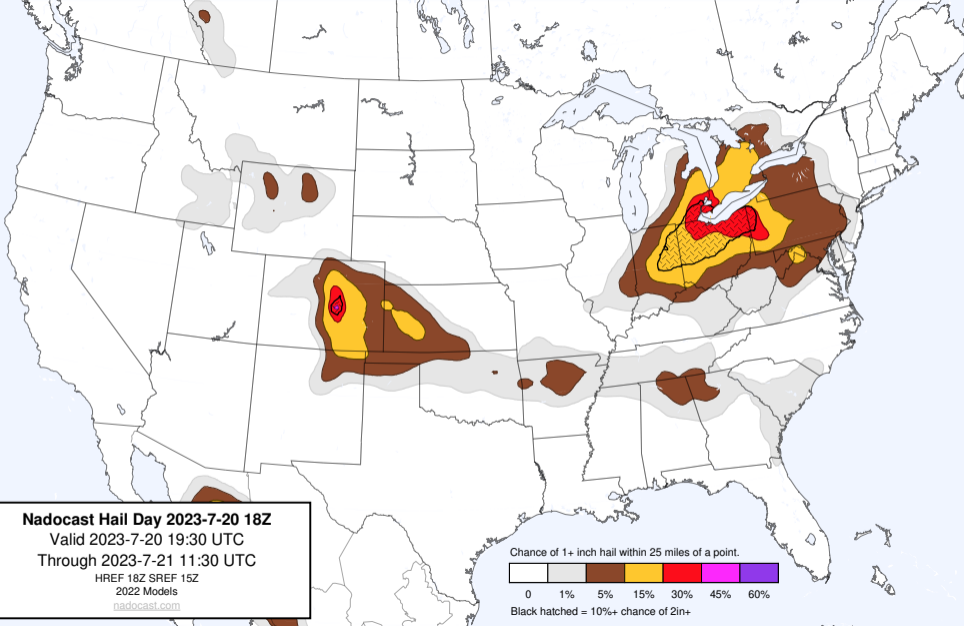 Nadocast Hail Day 2023-7-20 18Z
Valid 2023-7-20 19:30 UTC
Through 2023-7-21 11:30 UTC
HREF 18Z SREF 15Z
2022 Models
nadocast.com
Chance of 1+ inch hail within 25 miles of a point.
0 1% 5% 15% 30% 45% 60%
Black hatched = 10%+ chance of 2in+